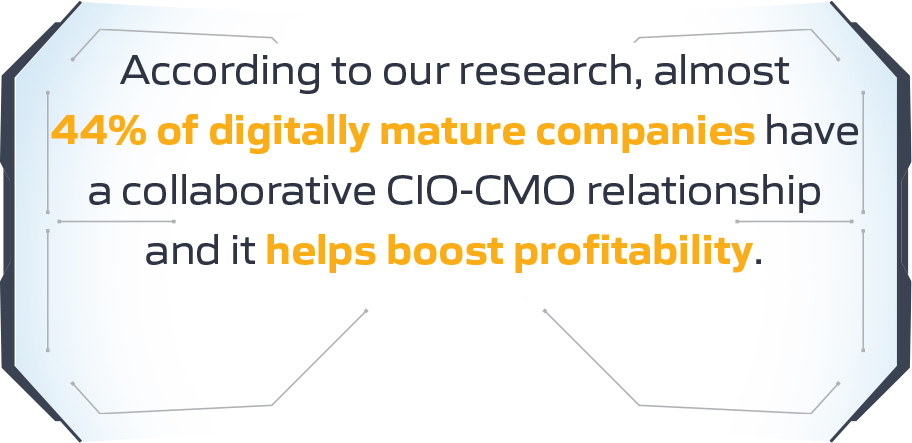 According to our research, almost
44% of digitally mature companies have
a collaborative CIO-CMO relationship
and it helps boost profitability.